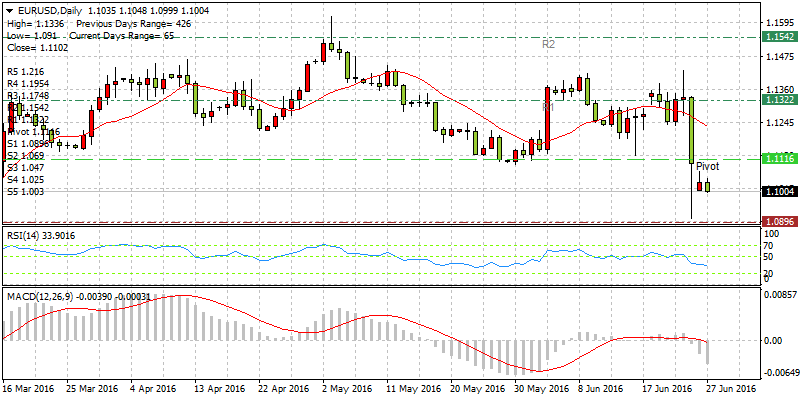 EURUSD,Daily 1.1035 1.1048 1.0999 1.1004
High= 1.1336 Previous Days Range= 426
Low= 1.091 Current Days Range= 65
Close= 1.1102
R5 1.216
R4 1.1954
R3 1.1748
R2 1.1542
R1 1.1322
Pivot 1.1116
S1 1.0896
S2 1.069
S3 1.047
S4 1.025
S5 1.003
R2
R1
Pivot
1.1595
1.1542
1.1475
1.1360
1.1322
1.1245
1.1116
1.1004
1.0896
RSI(14) 33.9016
100
70
50
20
0
MACD(12,26,9) -0.00390 -0.00031
0.00857
0.00
-0.00649
16 Mar 2016 25 Mar 2016 4 Apr 2016 13 Apr 2016 22 Apr 2016 2 May 2016 11 May 2016 20 May 2016 30 May 2016 8 Jun 2016 17 Jun 2016 27 Jun 2016